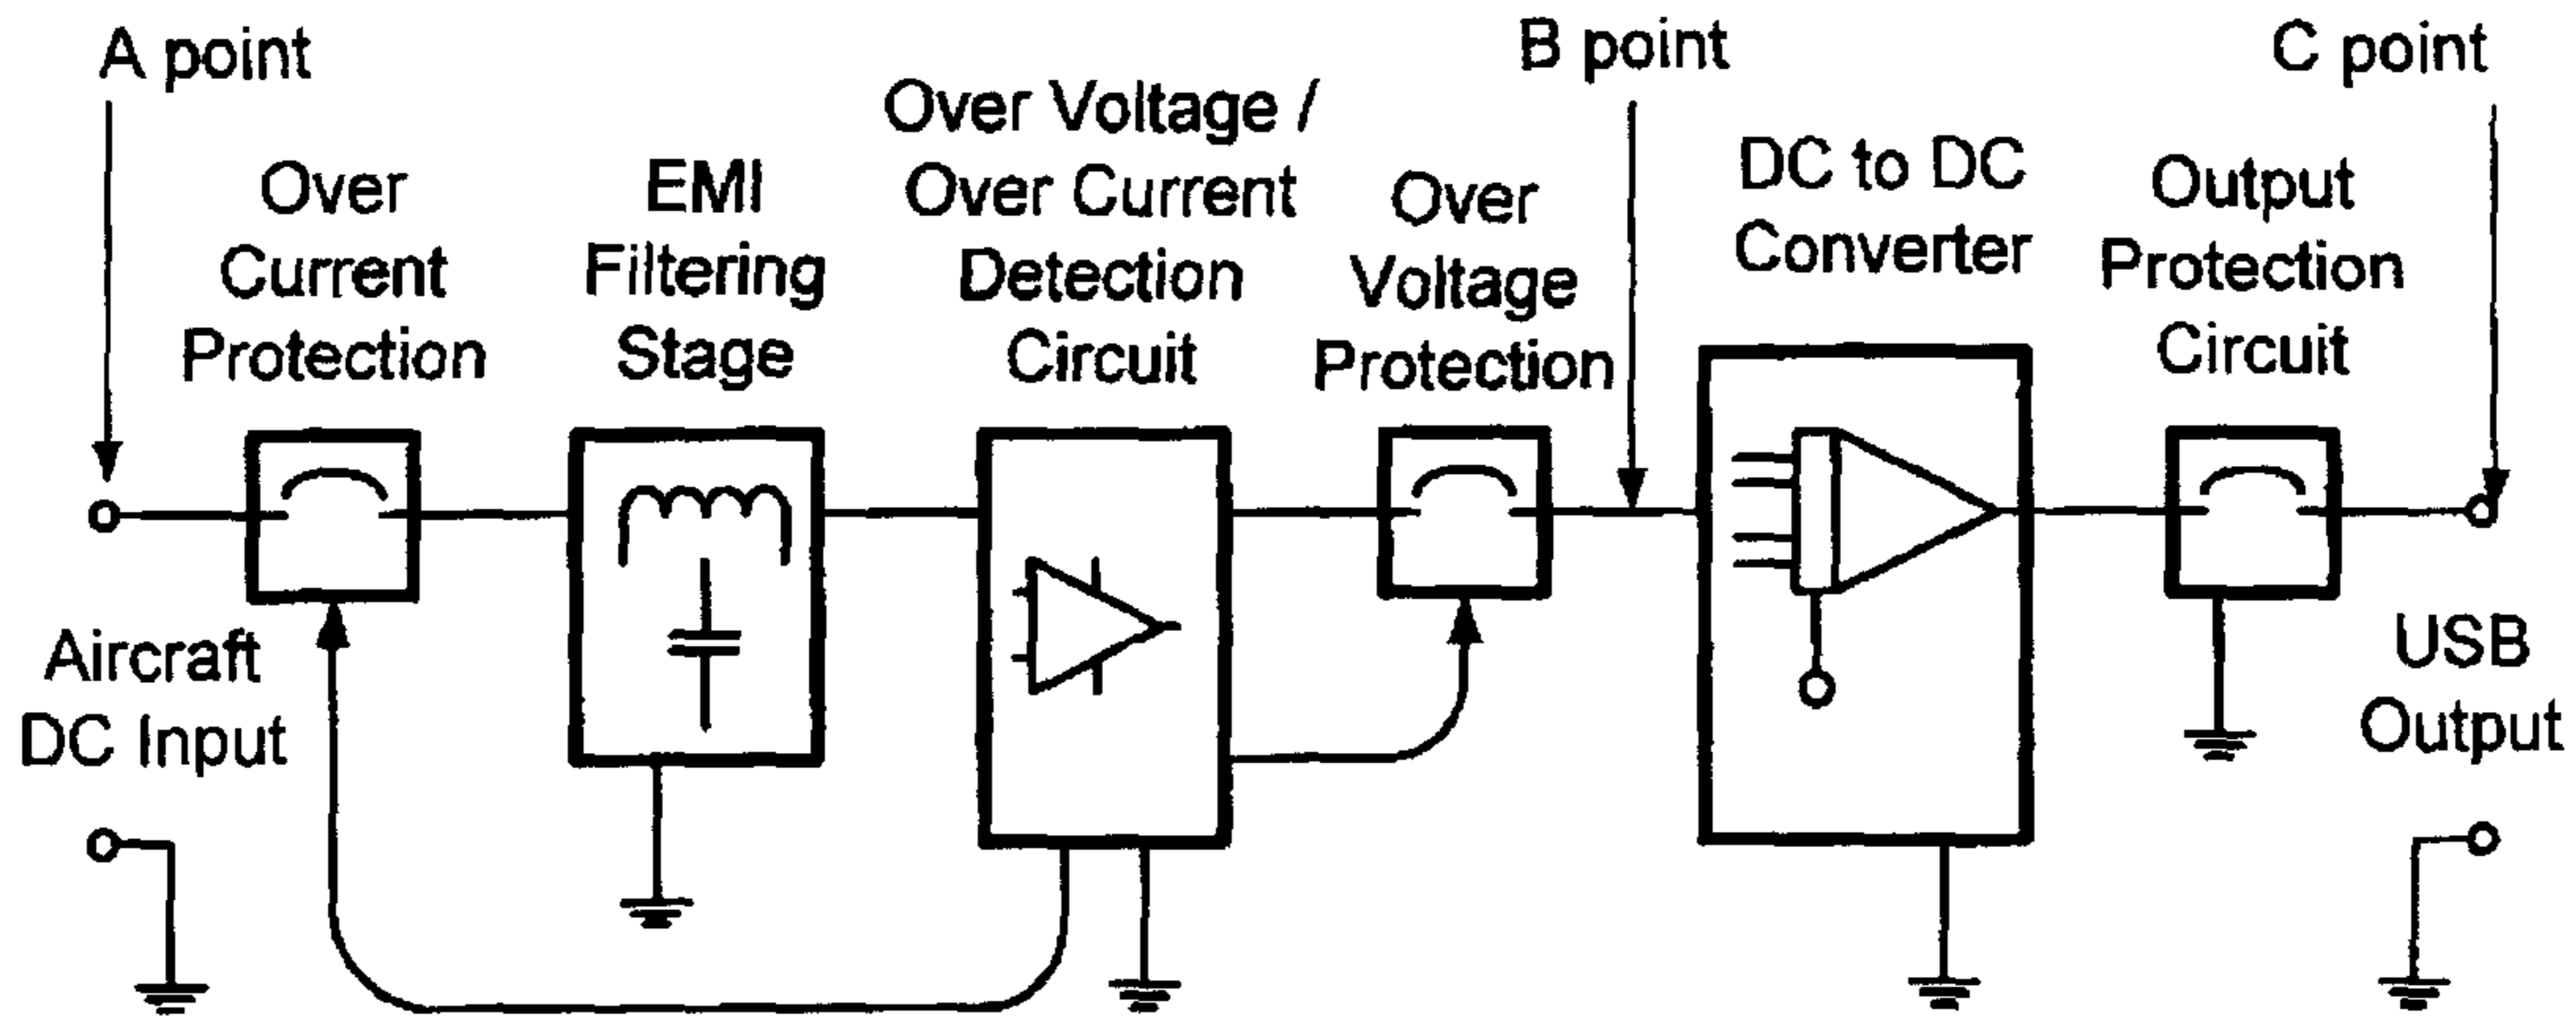 A point
Over
Current
Protection
EMI
Filtering
Stage
Over Voltage /
Over Current
Detection
Circuit
Over
Voltage
Protection
B point
DC to DC
Converter
Output
Protection
Circuit
C point
Aircraft
DC Input
USB
Output